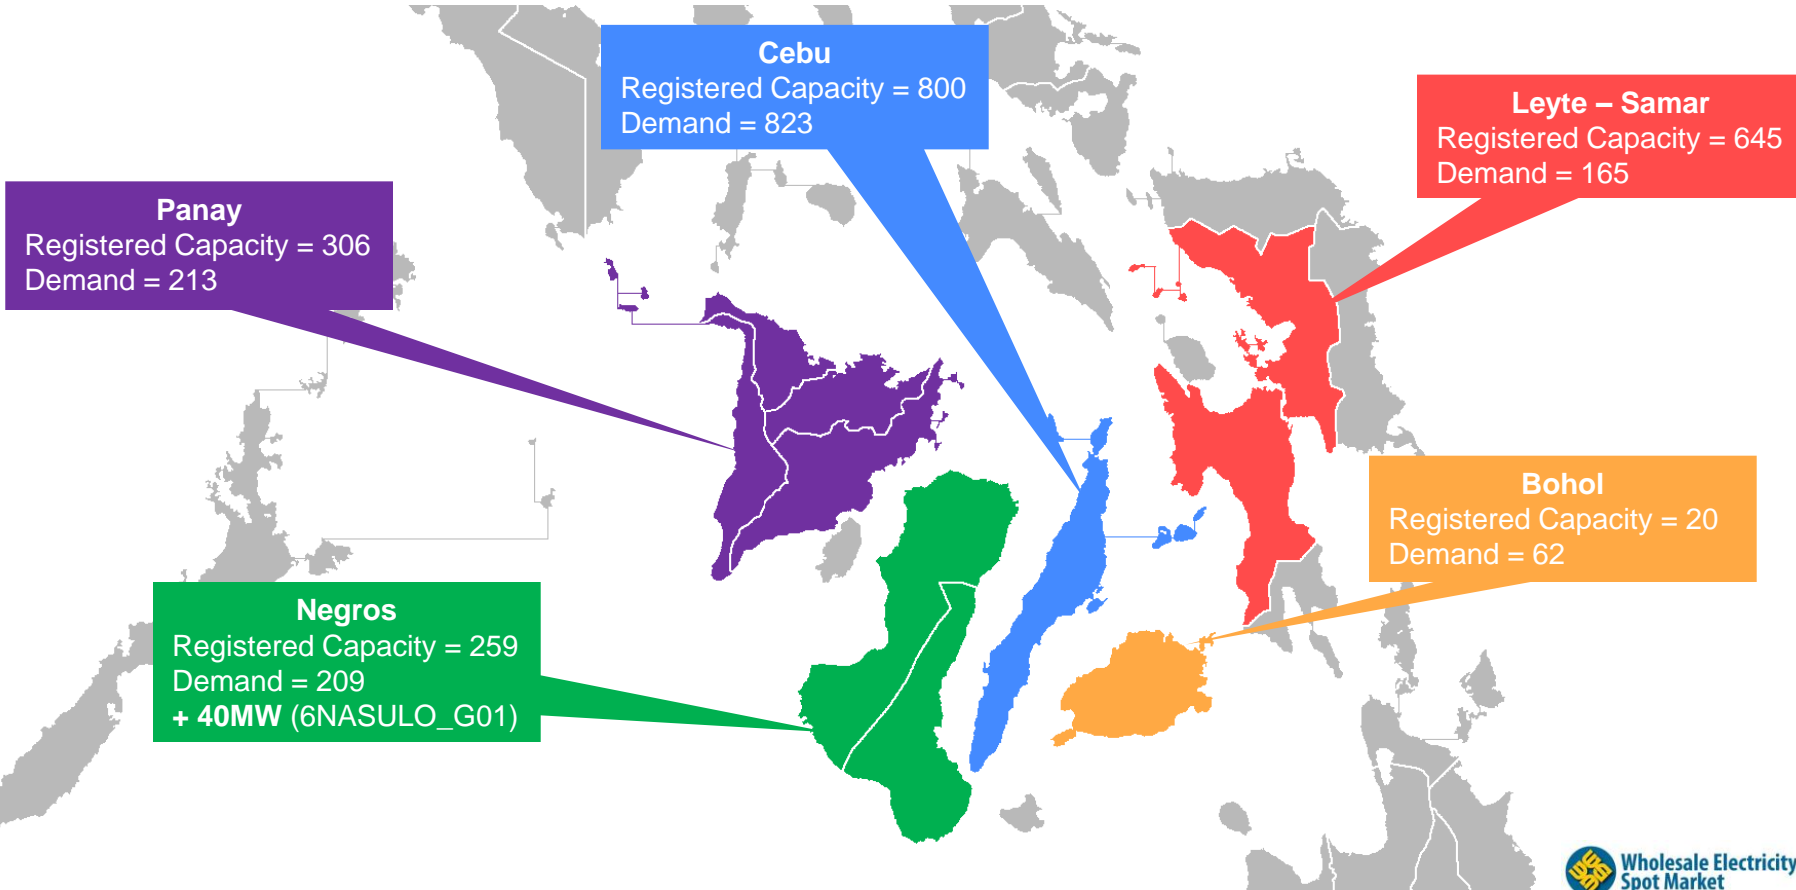 Cebu
Registered Capacity = 800
Demand = 823
Leyte – Samar
Registered Capacity = 645
Demand = 165
Panay
Registered Capacity = 306
Demand = 213
Bohol
Registered Capacity = 20
Demand = 62
Negros
Registered Capacity = 259
Demand = 209
+ 40MW (6NASULO_G01)
Wholesale Electricity
Spot Market